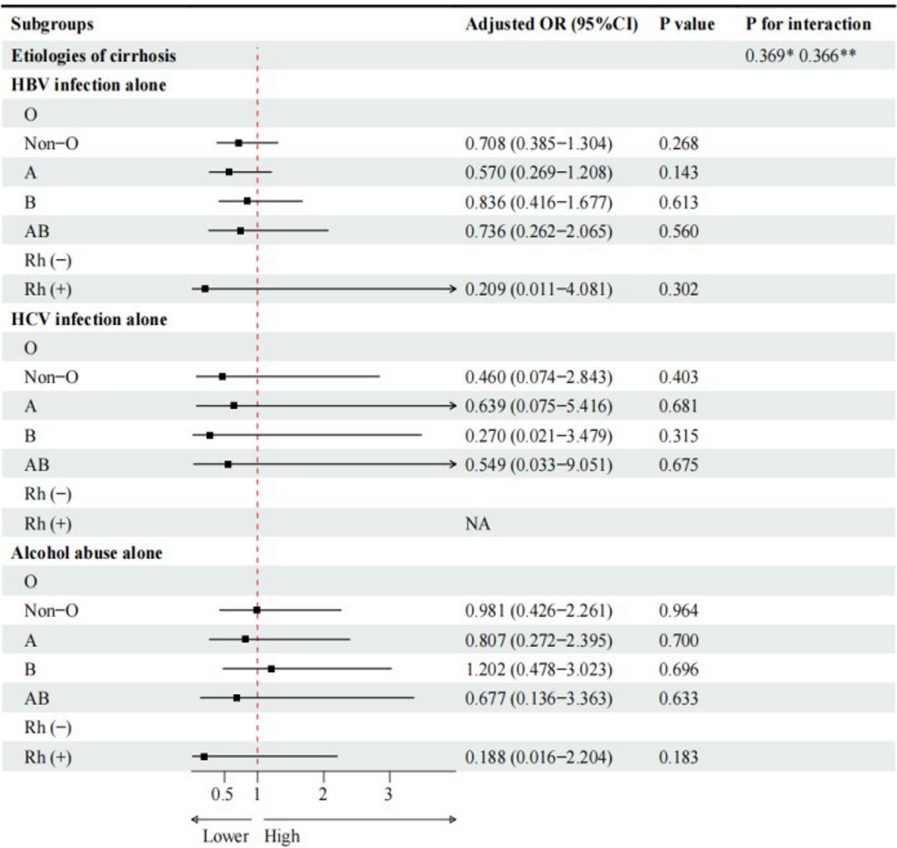 Subgroups Adjusted OR (95%CI) P value P for interaction
Etiologies of cirrhosis 0.369* 0.366**
HBV infection alone
O
Non−O 0.708 (0.385−1.304) 0.268
A 0.570 (0.269−1.208) 0.143
B 0.836 (0.416−1.677) 0.613
AB 0.736 (0.262−2.065) 0.560
Rh (−)
Rh (+) 0.209 (0.011−4.081) 0.302
HCV infection alone
O
Non−O 0.460 (0.074−2.843) 0.403
A 0.639 (0.075−5.416) 0.681
B 0.270 (0.021−3.479) 0.315
AB 0.549 (0.033−9.051) 0.675
Rh (−)
Rh (+) NA
Alcohol abuse alone
O
Non−O 0.981 (0.426−2.261) 0.964
A 0.807 (0.272−2.395) 0.700
B 1.202 (0.478−3.023) 0.696
AB 0.677 (0.136−3.363) 0.633
Rh (−)
Rh (+) 0.188 (0.016−2.204) 0.183
0.5 1 2 3
Lower High